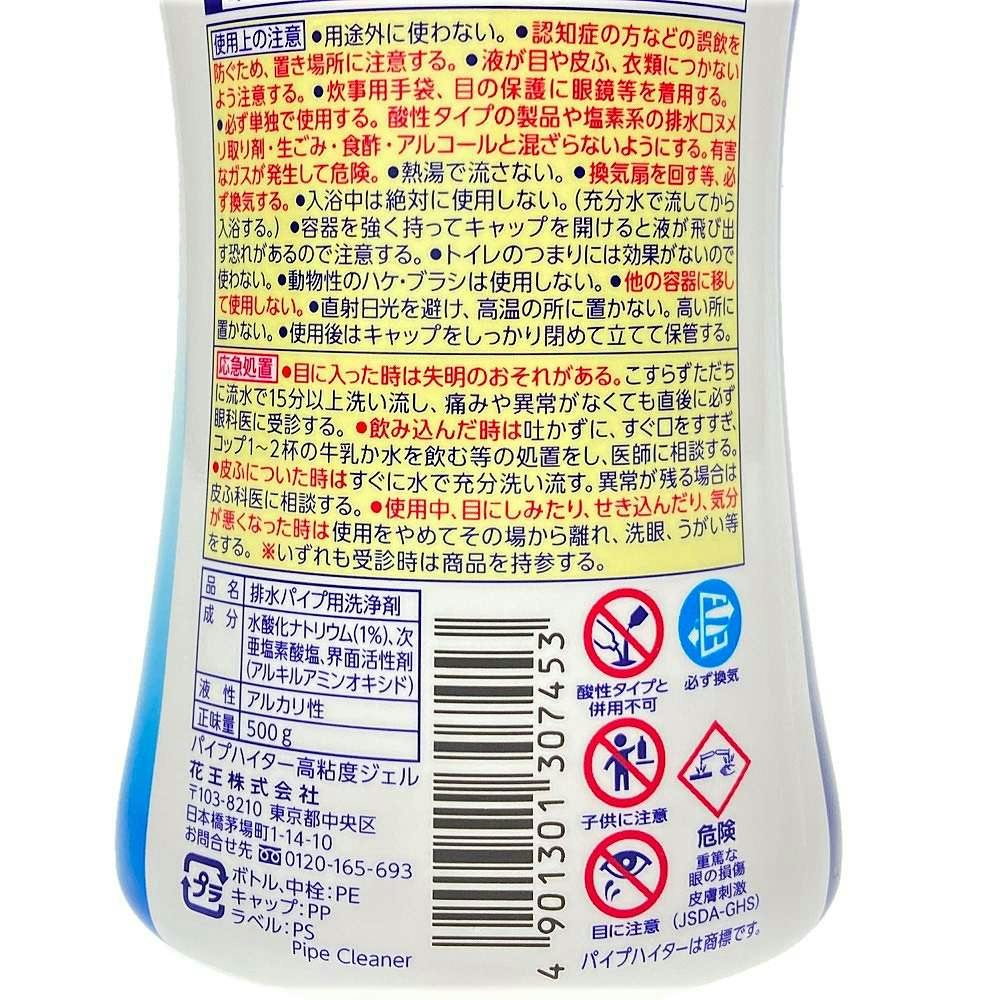 使用上の注意 ●用途外に使わない。●認知症の方などの誤飲を
防ぐため、置き場所に注意する。●液が目や皮ふ、衣類につかない
よう注意する。●炊事用手袋、目の保護に眼鏡等を着用する。
●必ず単独で使用する。酸性タイプの製品や塩素系の排水口ヌメ
リ取り剤・生ごみ・食酢・アルコールと混ざらないようにする。有害
なガスが発生して危険。●熱湯で流さない。●換気扇を回す等、必
ず換気する。●入浴中は絶対に使用しない。(充分水で流してから
入浴する。)●容器を強く持ってキャップを開けると液が飛び出
す恐れがあるので注意する。●トイレのつまりには効果がないので
使わない。●動物性のハケ・ブラシは使用しない。●他の容器に移し
て使用しない。●直射日光を避け、高温の所に置かない。高い所に
置かない。●使用後はキャップをしっかり閉めて立てて保管する。
応急処置 ●目に入った時は失明のおそれがある。こすらずただち
に流水で15分以上洗い流し、痛みや異常がなくても直後に必ず
眼科医に受診する。●飲み込んだ時は吐かずに、すぐ口をすすぎ、
コップ1~2杯の牛乳か水を飲む等の処置をし、医師に相談する。
●皮ふについた時はすぐに水で充分洗い流す。異常が残る場合は
皮ふ科医に相談する。●使用中、目にしみたり、せき込んだり、気分
が悪くなった時は使用をやめてその場から離れ、洗眼、うがい等
をする。※いずれも受診時は商品を持参する。
品名 排水パイプ用洗浄剤
成分 水酸化ナトリウム(1%)、次
亜塩素酸塩、界面活性剤
(アルキルアミンオキシド)
液性 アルカリ性
正味量 500g
パイプハイター高粘度ジェル
花王株式会社
〒103-8210 東京都中央区
日本橋茅場町1-14-10
お問合せ先 0120-165-693
プラ
ボトル、中栓:PE
キャップ:PP
ラベル:PS
Pipe Cleaner
4 901301 307453
酸性タイプと
併用不可
必ず換気
子供に注意
目に注意
危険
重篤な
眼の損傷
皮膚刺激
(JSDA-GHS)
パイプハイターは商標です。